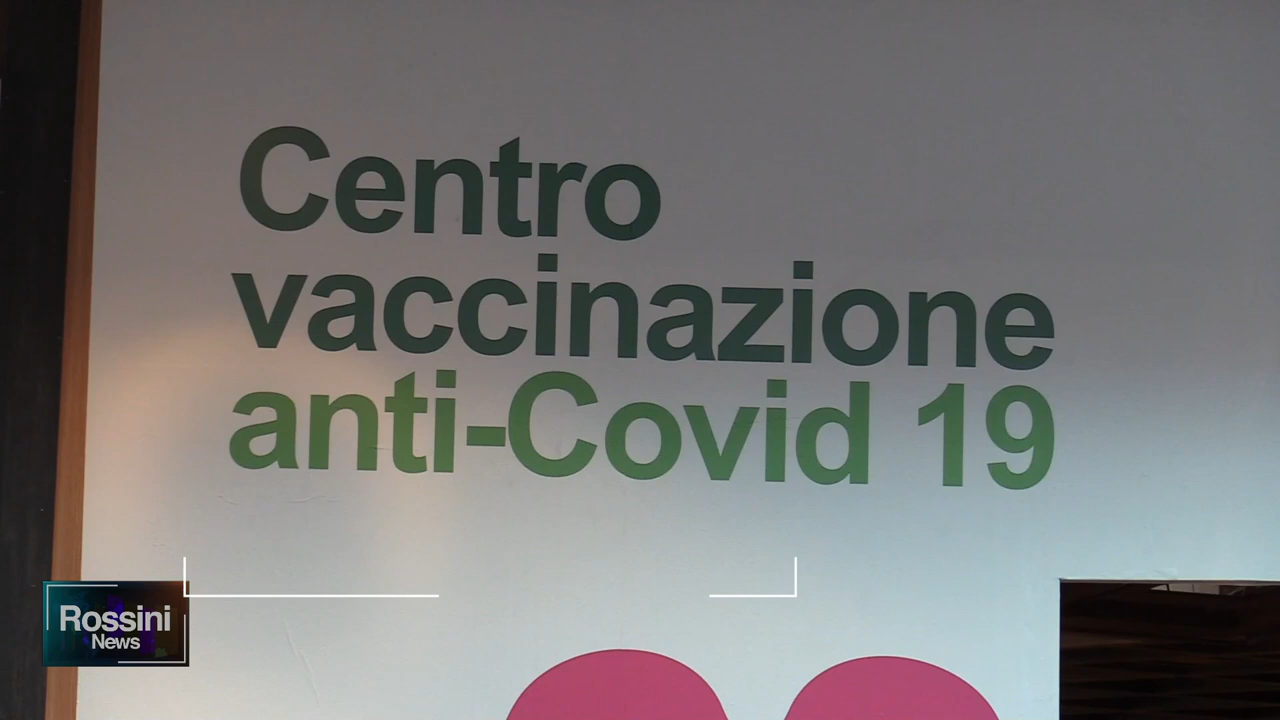 Centro
vaccinazione
anti-Covid 19
Rossini
News